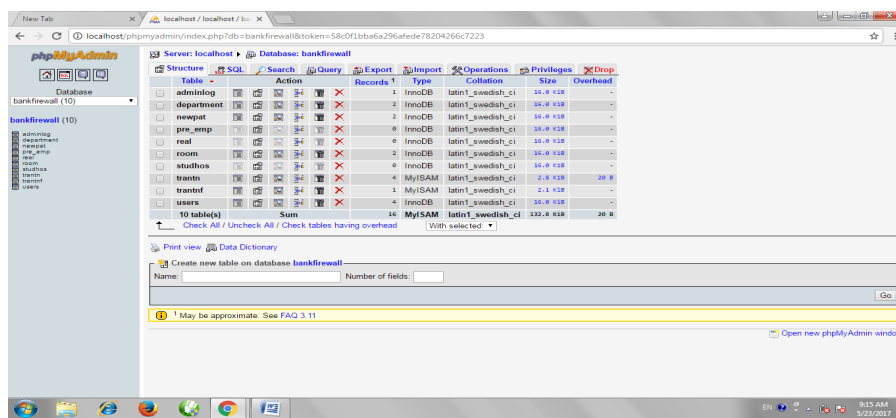 New Tab
localhost / localhost / ba
localhost/phpmyadmin/index.php?db=bankfirewall&token=58c0f1bba6a296afede78204266c7223
phpMyAdmin
Database
bankfirewall (10)
bankfirewall (10)
adminlog
department
newpat
pre_emp
real
room
studhos
trantn
trantnf
users
Server: localhost Database: bankfirewall
Structure SQL Search Query Export Import Operations Privileges Drop
Table Action Records 1 Type Collation Size Overhead
adminlog 1 InnoDB latin1_swedish_ci 16.0 KiB -
department 2 InnoDB latin1_swedish_ci 16.0 KiB -
newpat 2 InnoDB latin1_swedish_ci 16.0 KiB -
pre_emp 0 InnoDB latin1_swedish_ci 16.0 KiB -
real 0 InnoDB latin1_swedish_ci 16.0 KiB -
room 2 InnoDB latin1_swedish_ci 16.0 KiB -
studhos 0 InnoDB latin1_swedish_ci 16.0 KiB -
trantn 4 MyISAM latin1_swedish_ci 2.8 KiB 20 B
trantnf 1 MyISAM latin1_swedish_ci 2.1 KiB -
users 4 InnoDB latin1_swedish_ci 16.0 KiB -
10 table(s) Sum 16 MyISAM latin1_swedish_ci 132.8 KiB 20 B
Check All / Uncheck All / Check tables having overhead With selected:
Print view Data Dictionary
Create new table on database bankfirewall
Name: Number of fields:
Go
1 May be approximate. See FAQ 3.11
Open new phpMyAdmin windo
EN
9:15 AM
5/23/2017